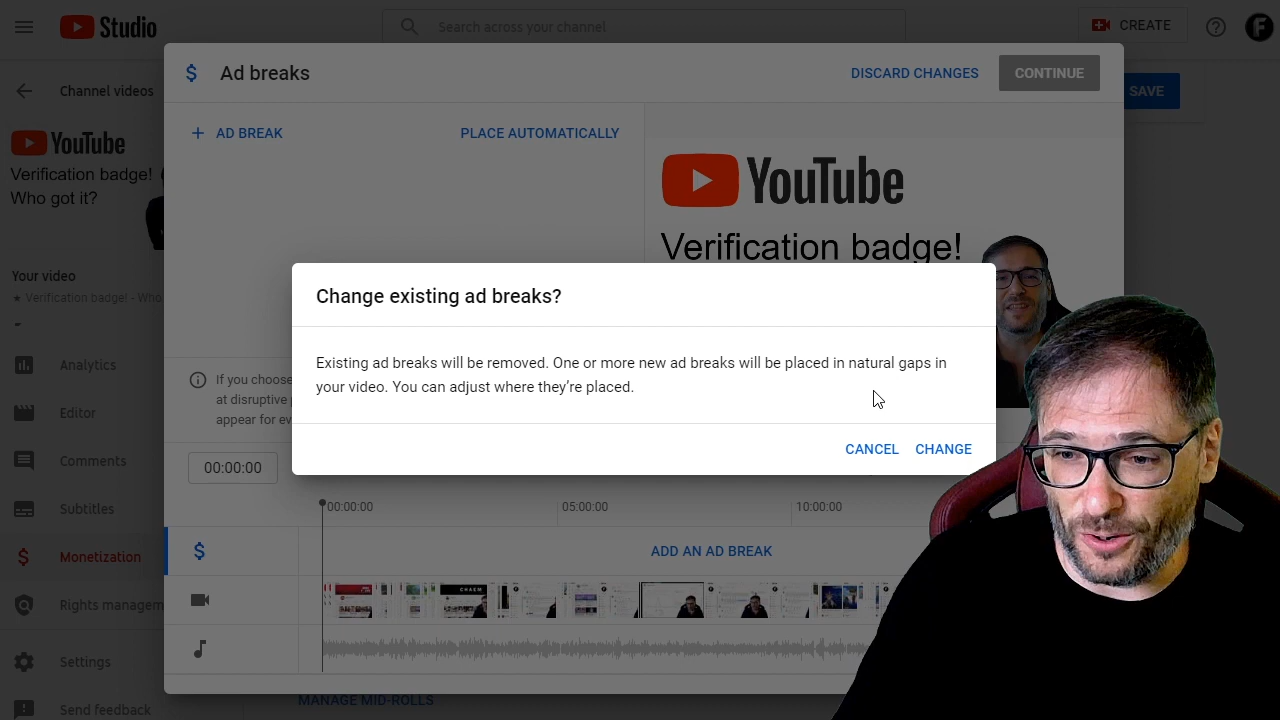 Studio
Search across your channel
CREATE
Ad breaks
DISCARD CHANGES
CONTINUE
SAVE
Channel videos
AD BREAK
PLACE AUTOMATICALLY
YouTube
Verification badge!
Who got it?
YouTube
Verification badge!
Your video
Verification badge! - Who
Change existing ad breaks?
Existing ad breaks will be removed. One or more new ad breaks will be placed in natural gaps in
your video. You can adjust where they're placed.
CANCEL
CHANGE
Analytics
Editor
Comments
Subtitles
Monetization
Rights managem
Settings
Send feedback
If you choose
at disruptive
appear for ev
00:00:00
00:00:00
05:00:00
10:00:00
ADD AN AD BREAK
MANAGE MID-ROLLS